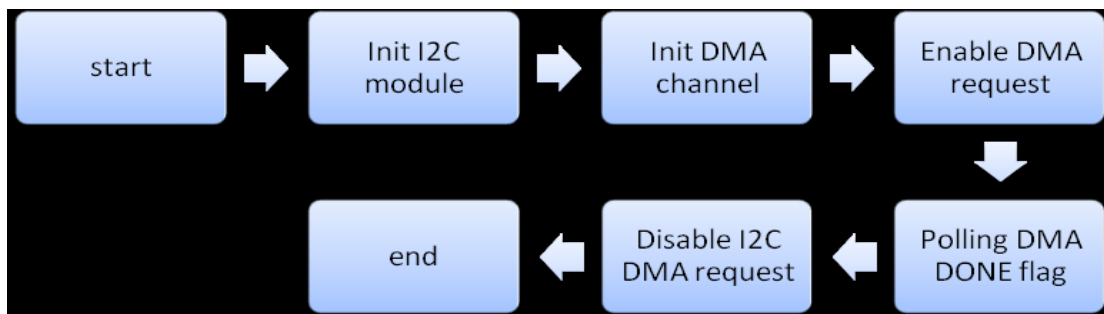 start
Init I2C
module
Init DMA
channel
Enable DMA
request
Polling DMA
DONE flag
Disable I2C
DMA request
end